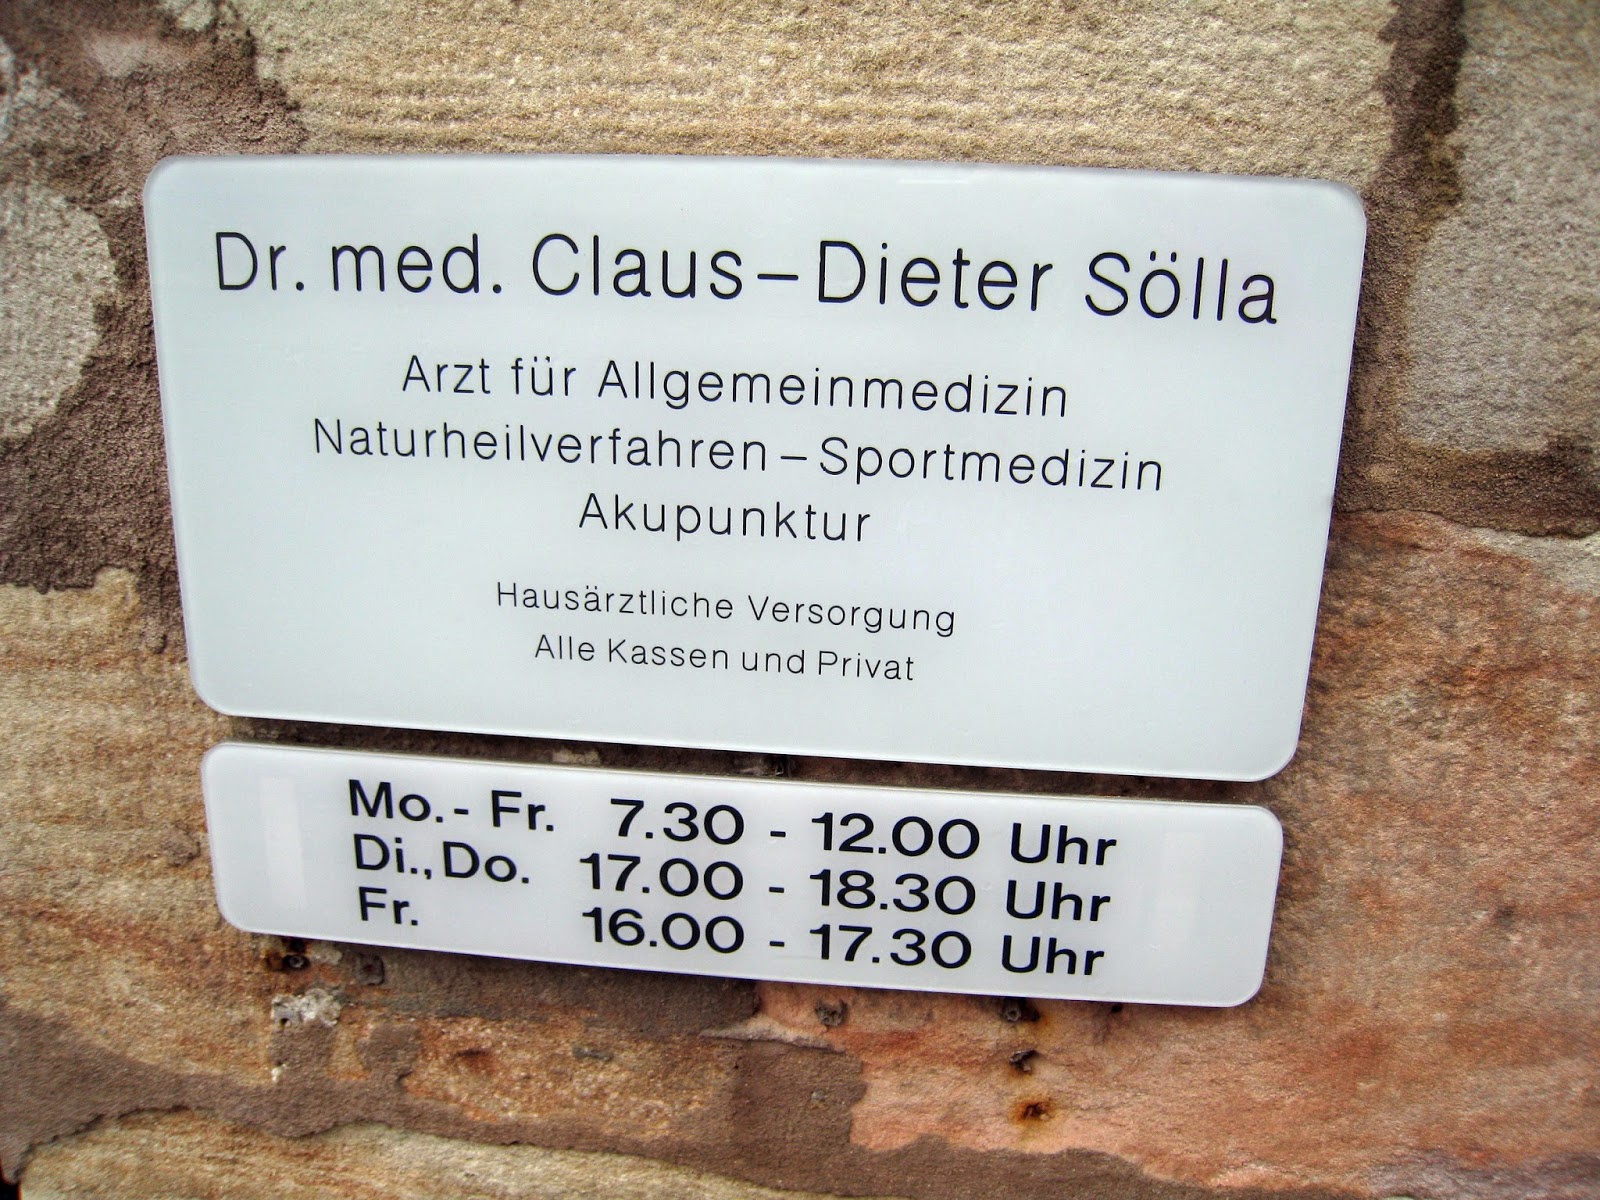 Dr. med. Claus – Dieter Sölla
Arzt für Allgemeinmedizin
Naturheilverfahren – Sportmedizin
Akupunktur
Hausärztliche Versorgung
Alle Kassen und Privat
Mo. - Fr. 7.30 - 12.00 Uhr
Di., Do. 17.00 - 18.30 Uhr
Fr. 16.00 - 17.30 Uhr